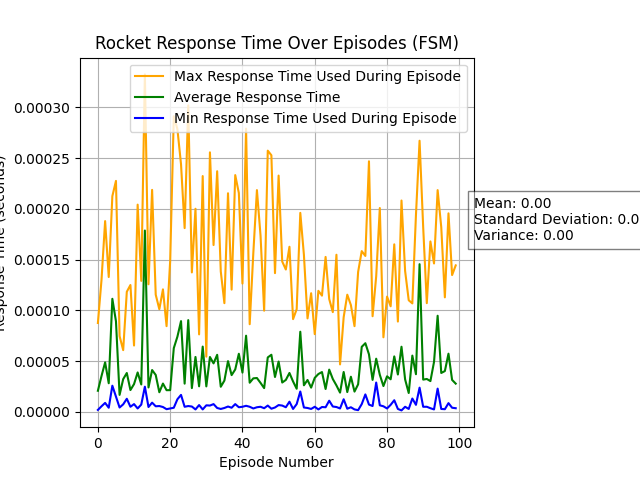 Rocket Response Time Over Episodes (FSM)
Max Response Time Used During Episode
Average Response Time
Min Response Time Used During Episode
0.00030
0.00025
0.00020
0.00015
0.00010
0.00005
0.00000
Response Time (seconds)
Mean: 0.00
Standard Deviation: 0.0
Variance: 0.00
0 20 40 60 80 100
Episode Number